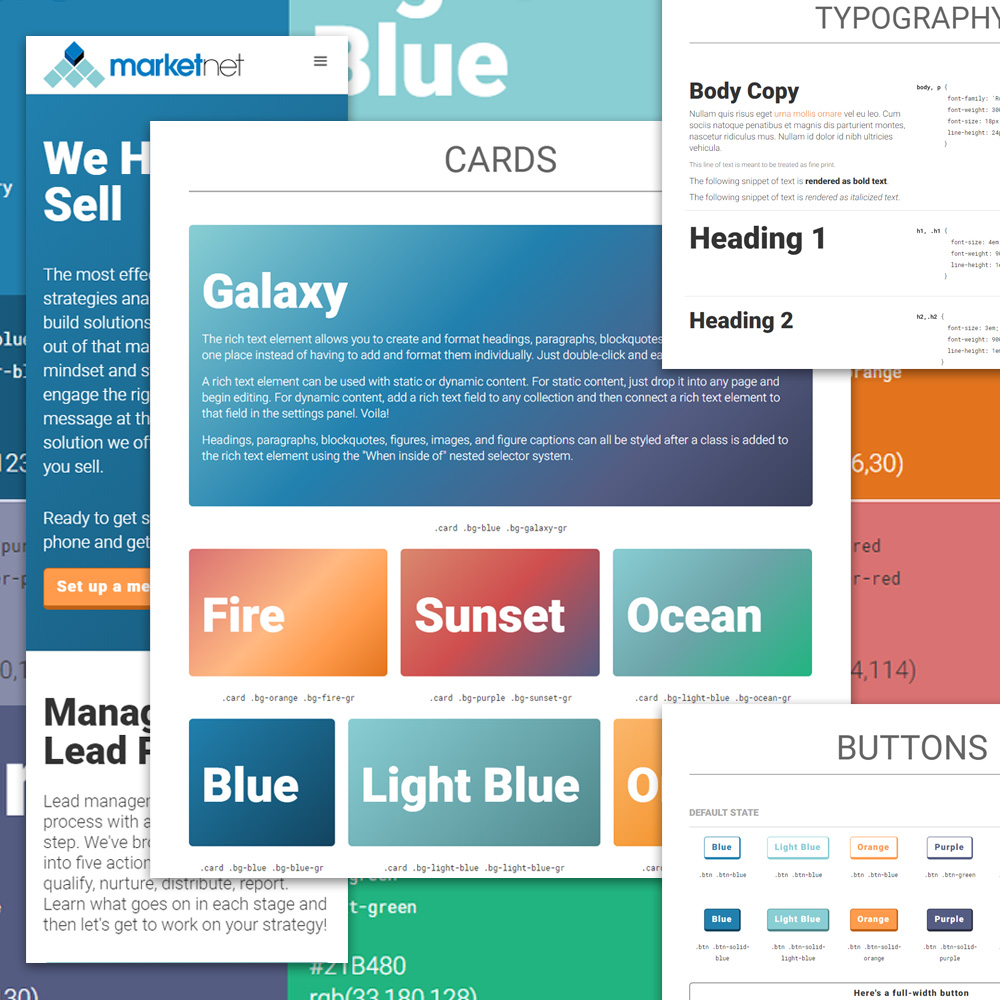 Blue
marketnet
We H
Sell
The most effe
strategies ana
build solutions
out of that ma
mindset and s
engage the rig
message at th
solution we of
you sell.
Ready to get s
phone and get
Set up a me
Manag
Lead P
Lead manager
process with a
step. We've bro
into five action
qualify, nurture, distribute, report.
Learn what goes on in each stage and
then let's get to work on your strategy!
CARDS
Galaxy
The rich text element allows you to create and format headings, paragraphs, blockquotes
one place instead of having to add and format them individually. Just double-click and ea
A rich text element can be used with static or dynamic content. For static content, just drop it into any page and
begin editing. For dynamic content, add a rich text field to any collection and then connect a rich text element to
that field in the settings panel. Voila!
Headings, paragraphs, blockquotes, figures, images, and figure captions can all be styled after a class is added to
the rich text element using the "When inside of" nested selector system.
.card .bg-blue .bg-galaxy-gr
Fire
Sunset
Ocean
.card .bg-orange .bg-fire-gr
.card .bg-purple .bg-sunset-gr
.card .bg-light-blue .bg-ocean-gr
Blue
Light Blue
O
.card .bg-blue .bg-blue-gr
.card .bg-light-blue .bg-light-blue-gr
.car
TYPOGRAPHY
Body Copy
Nullam quis risus eget urna mollis ornare vel eu leo. Cum
sociis natoque penatibus et magnis dis parturient montes,
nascetur ridiculus mus. Nullam id dolor id nibh ultricies
vehicula.
This line of text is meant to be treated as fine print.
The following snippet of text is rendered as bold text.
The following snippet of text is rendered as italicized text.
body, p {
font-family: 'Ro
font-weight: 30
font-size: 18px
line-height: 24p
}
Heading 1
h1, .h1 {
font-size: 4em
font-weight: 90
line-height: 1e
}
Heading 2
h2,.h2 {
font-size: 3em;
font-weight: 900
line-height: 1em
}
range
6,30)
red
r-red
4,114)
BUTTONS
DEFAULT STATE
Blue
Light Blue
Orange
Purple
.btn .btn-blue
.btn .btn-blue
.btn .btn-blue
.btn .btn-green
Blue
Light Blue
Orange
Purple
.btn .btn-solid-
blue
.btn .btn-solid-
light-blue
.btn .btn-solid-
orange
.btn .btn-solid-
purple
Here's a full-width button
t-green
#21B480
rgb(33,180,128)